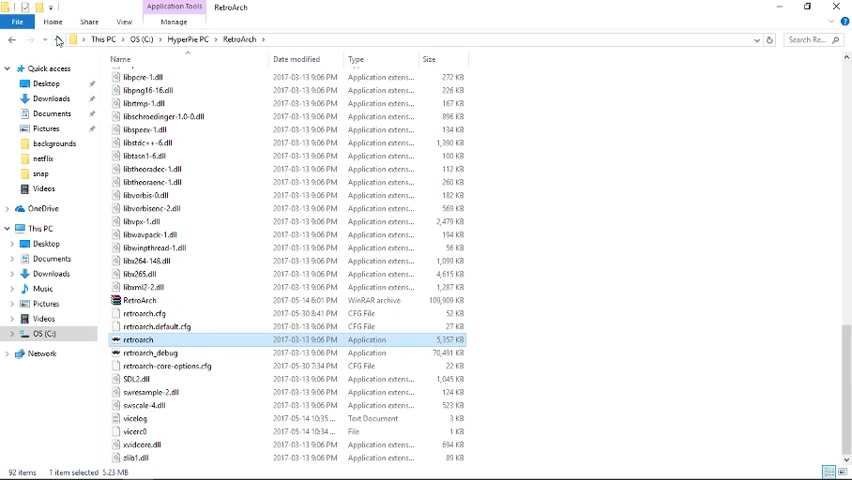 Application Tools
RetroArch
File
Home
Share
View
Manage
This PC
OS (C:)
HyperPie PC
RetroArch
Search Re...
Name
Date modified
Type
Size
Quick access
Desktop
Downloads
Documents
Pictures
backgrounds
netflix
snap
Videos
OneDrive
This PC
Desktop
Documents
Downloads
Music
Pictures
Videos
OS (C:)
Network
libpcre-1.dll 2017-03-13 9:06 PM Application extens... 272 KB
libpng16-16.dll 2017-03-13 9:06 PM Application extens... 206 KB
librtmp-1.dll 2017-03-13 9:06 PM Application extens... 167 KB
libschroedinger-1.0-0.dll 2017-03-13 9:06 PM Application extens... 896 KB
libspeex-1.dll 2017-03-13 9:06 PM Application extens... 134 KB
libstdc++-6.dll 2017-03-13 9:06 PM Application extens... 1,390 KB
libtasn1-6.dll 2017-03-13 9:06 PM Application extens... 100 KB
libtheoradec-1.dll 2017-03-13 9:06 PM Application extens... 112 KB
libtheoraenc-1.dll 2017-03-13 9:06 PM Application extens... 260 KB
libvorbis-0.dll 2017-03-13 9:06 PM Application extens... 182 KB
libvorbisenc-2.dll 2017-03-13 9:06 PM Application extens... 569 KB
libvpx-1.dll 2017-03-13 9:06 PM Application extens... 2,479 KB
libwavpack-1.dll 2017-03-13 9:06 PM Application extens... 194 KB
libwinpthread-1.dll 2017-03-13 9:06 PM Application extens... 56 KB
libx264-148.dll 2017-03-13 9:06 PM Application extens... 1,099 KB
libx265.dll 2017-03-13 9:06 PM Application extens... 4,615 KB
libxml2-2.dll 2017-03-13 9:06 PM Application extens... 1,287 KB
RetroArch 2017-05-14 6:01 PM WinRAR archive 109,909 KB
retroarch.cfg 2017-05-30 8:41 PM CFG File 52 KB
retroarch.default.cfg 2017-03-13 9:06 PM CFG File 27 KB
retroarch 2017-03-13 9:06 PM Application 5,357 KB
retroarch_debug 2017-03-13 9:06 PM Application 70,491 KB
retroarch-core-options.cfg 2017-05-30 7:34 PM CFG File 22 KB
SDL2.dll 2017-03-13 9:06 PM Application extens... 1,045 KB
swresample-2.dll 2017-03-13 9:06 PM Application extens... 124 KB
swscale-4.dll 2017-03-13 9:06 PM Application extens... 523 KB
vicelog 2017-05-14 10:35 ... Text Document 3 KB
vicerc0 2017-05-14 10:34 ... File 1 KB
xvidcore.dll 2017-03-13 9:06 PM Application extens... 694 KB
zlib1.dll 2017-03-13 9:06 PM Application extens... 89 KB
92 items
1 item selected 5.23 MB